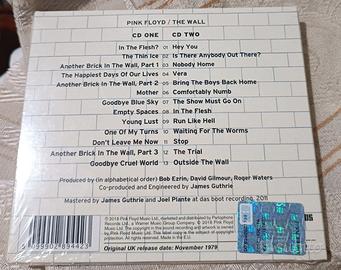 PINK FLOYD / THE WALL
CD ONE CD TWO
In The Flesh? 01 Hey You
The Thin Ice 02 Is There Anybody Out There?
Another Brick In The Wall, Part 1 03 Nobody Home
The Happiest Days Of Our Lives 04 Vera
Another Brick In The Wall, Part 2 05 Bring The Boys Back Home
Mother 06 Comfortably Numb
Goodbye Blue Sky 07 The Show Must Go On
Empty Spaces 08 In The Flesh
Young Lust 09 Run Like Hell
One Of My Turns 10 Waiting For The Worms
Don't Leave Me Now 11 Stop
Another Brick In The Wall, Part 3 12 The Trial
Goodbye Cruel World 13 Outside The Wall
Produced by (in alphabetical order) Bob Ezrin, David Gilmour, Roger Waters
Co-produced and Engineered by James Guthrie
Mastered by James Guthrie and Joel Plante at das boot recording, 2011
Original UK release date: November 1979
5 099902 894423